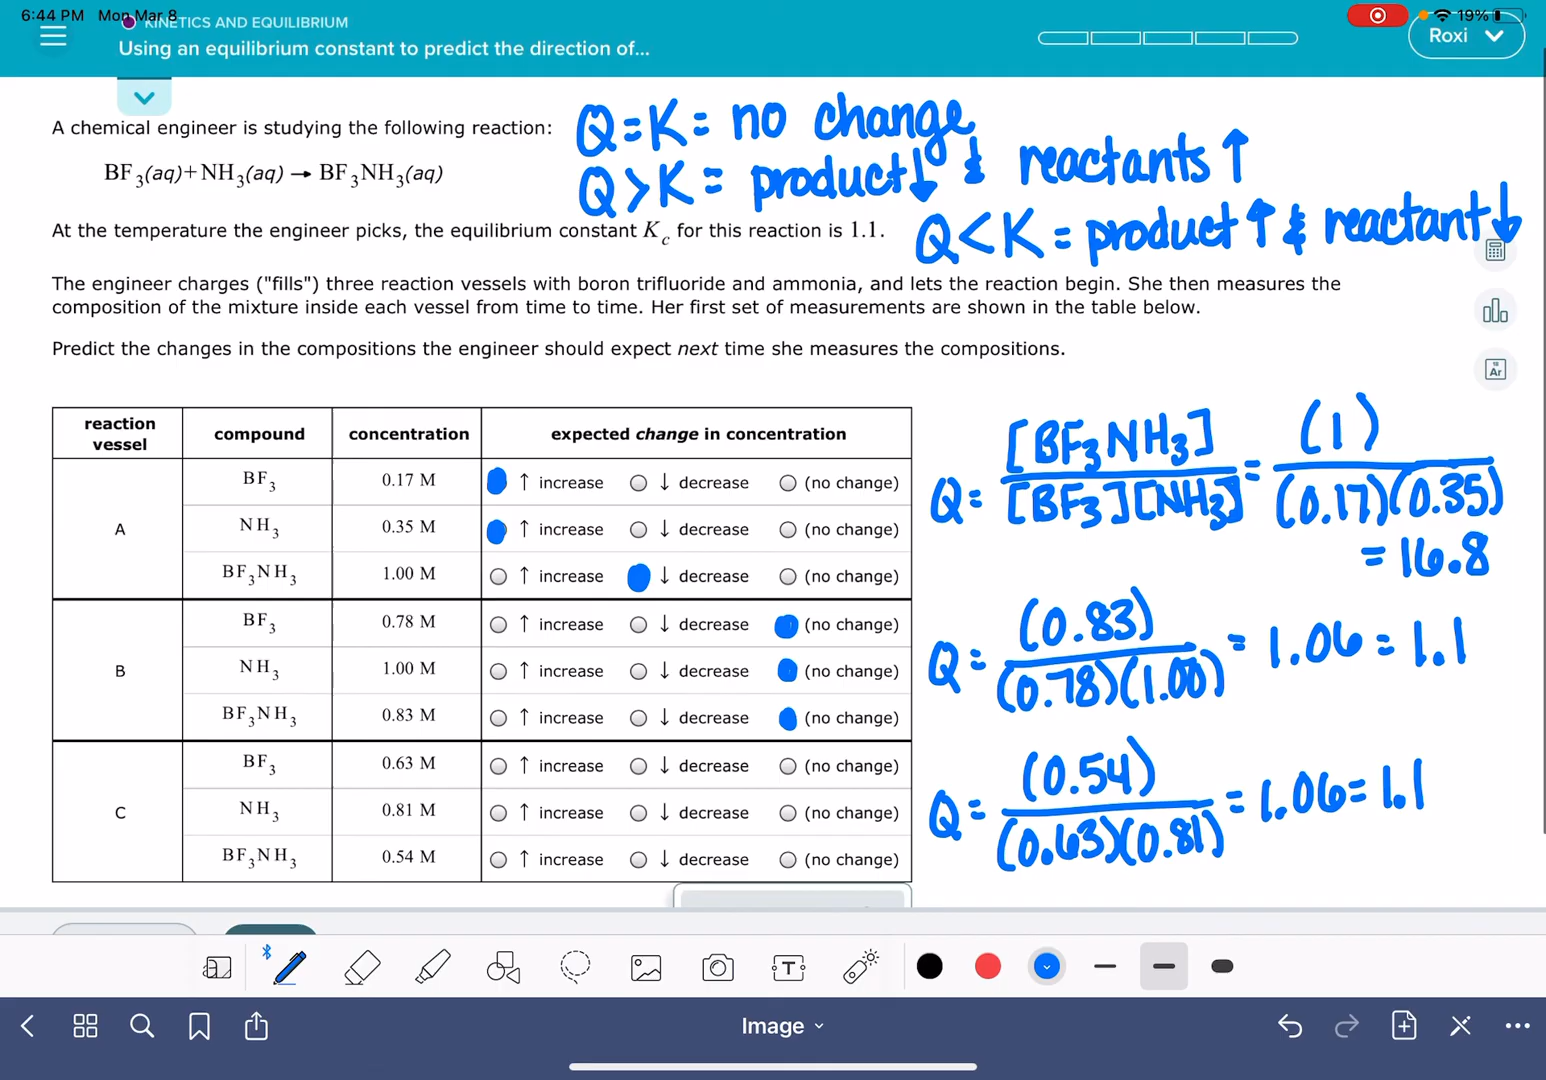 6:44 PM Mon Mar 8
19%
KINETICS AND EQUILIBRIUM
Using an equilibrium constant to predict the direction of...
Roxi
A chemical engineer is studying the following reaction:
BF₃(aq)+NH₃(aq) → BF₃NH₃(aq)
Q=K= no change
Q>K= product↓ & reactants ↑
Q<K= product↑ & reactant↓
At the temperature the engineer picks, the equilibrium constant K_c for this reaction is 1.1.
The engineer charges ("fills") three reaction vessels with boron trifluoride and ammonia, and lets the reaction begin. She then measures the
composition of the mixture inside each vessel from time to time. Her first set of measurements are shown in the table below.
Predict the changes in the compositions the engineer should expect next time she measures the compositions.
18
Ar
reaction vessel compound concentration expected change in concentration
A
BF₃ 0.17 M ↑ increase ↓ decrease (no change)
NH₃ 0.35 M ↑ increase ↓ decrease (no change)
BF₃NH₃ 1.00 M ↑ increase ↓ decrease (no change)
B
BF₃ 0.78 M ↑ increase ↓ decrease (no change)
NH₃ 1.00 M ↑ increase ↓ decrease (no change)
BF₃NH₃ 0.83 M ↑ increase ↓ decrease (no change)
C
BF₃ 0.63 M ↑ increase ↓ decrease (no change)
NH₃ 0.81 M ↑ increase ↓ decrease (no change)
BF₃NH₃ 0.54 M ↑ increase ↓ decrease (no change)
Q= [BF₃NH₃] / [BF₃][NH₃] = (1) / (0.17)(0.35)
= 16.8
Q= (0.83) / (0.78)(1.00) = 1.06 = 1.1
Q= (0.54) / (0.63)(0.81) = 1.06= 1.1
a
T
Image